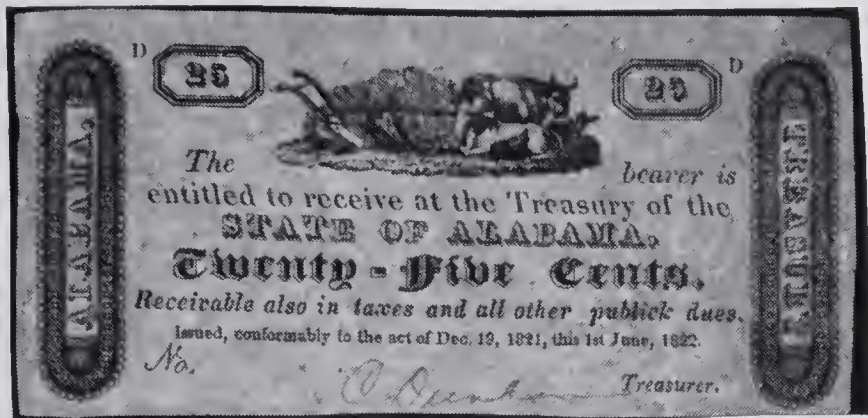 D 25 25 D
ALABAMA.
TREASURY.
The bearer is
entitled to receive at the Treasury of the
STATE OF ALABAMA,
Twenty-Five Cents.
Receivable also in taxes and all other publick dues.
Issued, conformably to the act of Dec. 19, 1821, this 1st June, 1822.
No.
Treasurer.